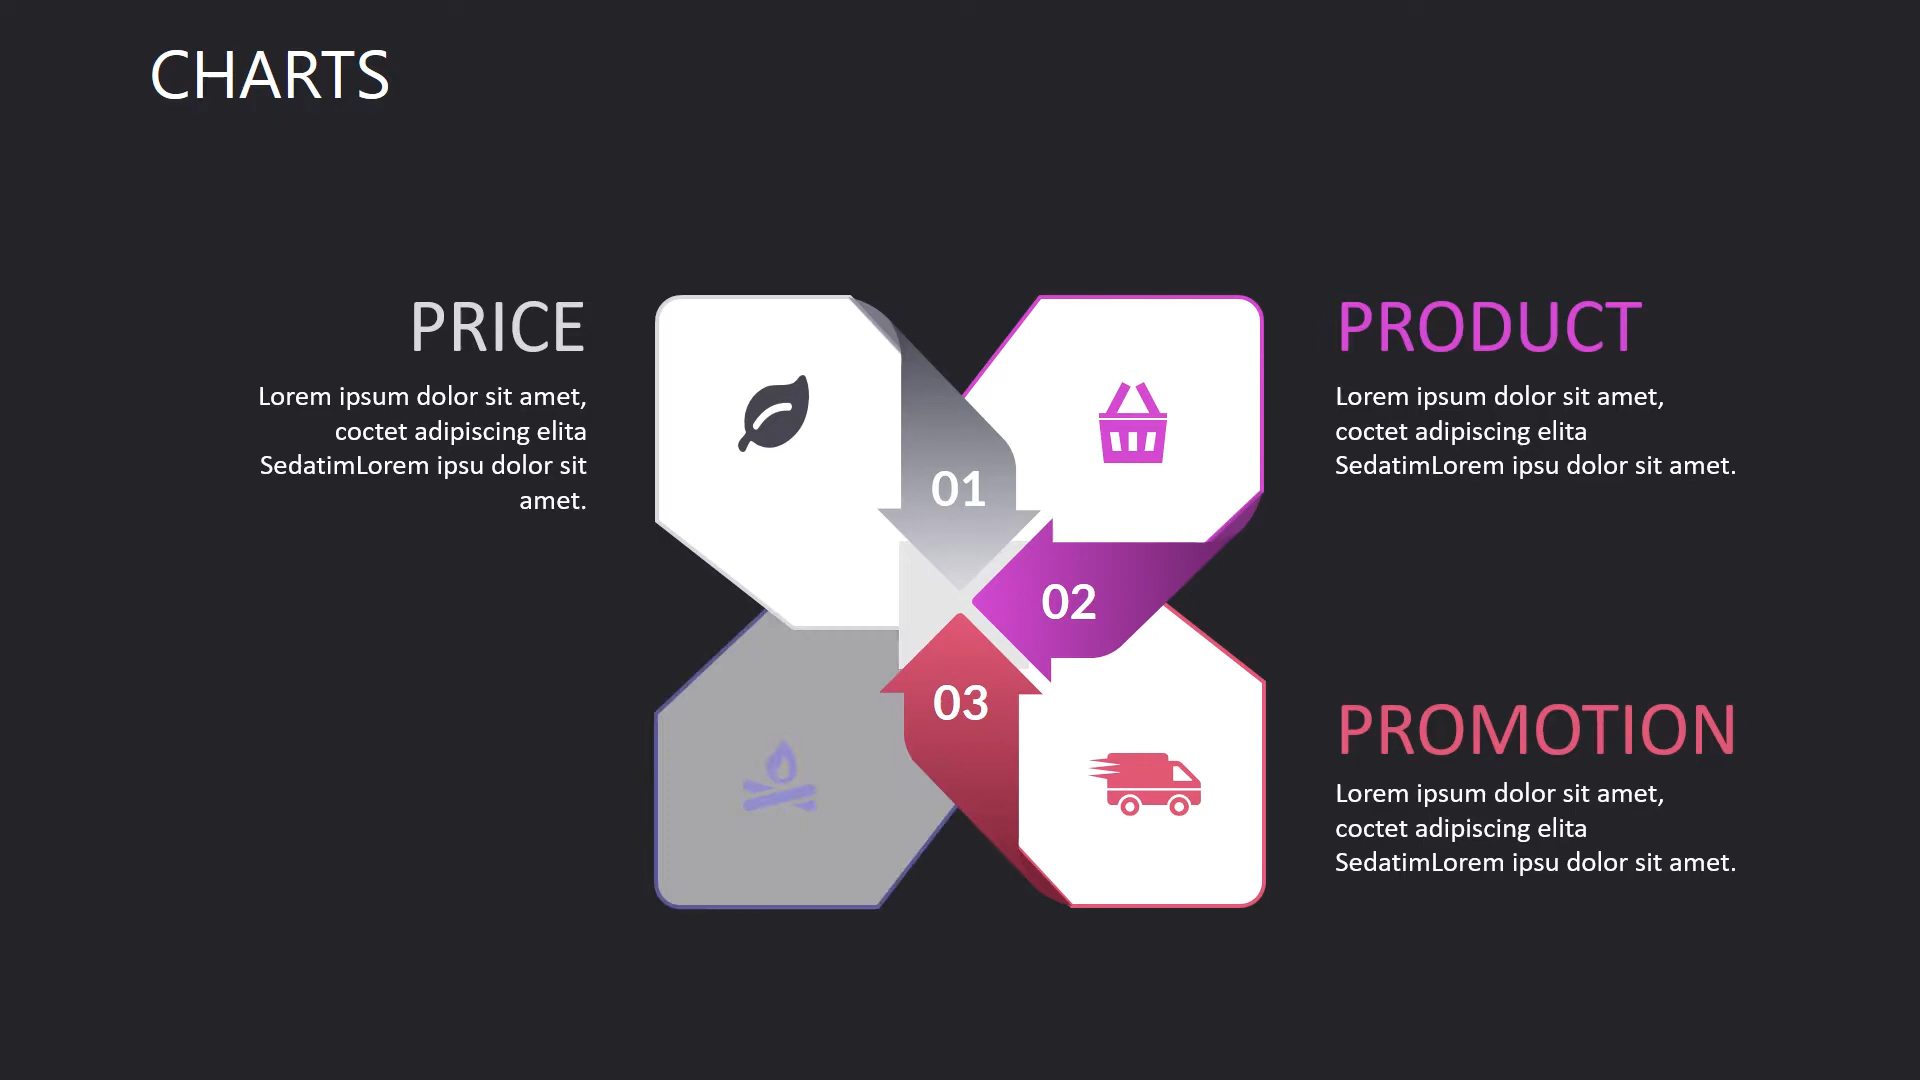 CHARTS
PRICE
Lorem ipsum dolor sit amet,
coctet adipiscing elita
SedatimLorem ipsu dolor sit
amet.
01
02
03
PRODUCT
Lorem ipsum dolor sit amet,
coctet adipiscing elita
SedatimLorem ipsu dolor sit amet.
PROMOTION
Lorem ipsum dolor sit amet,
coctet adipiscing elita
SedatimLorem ipsu dolor sit amet.